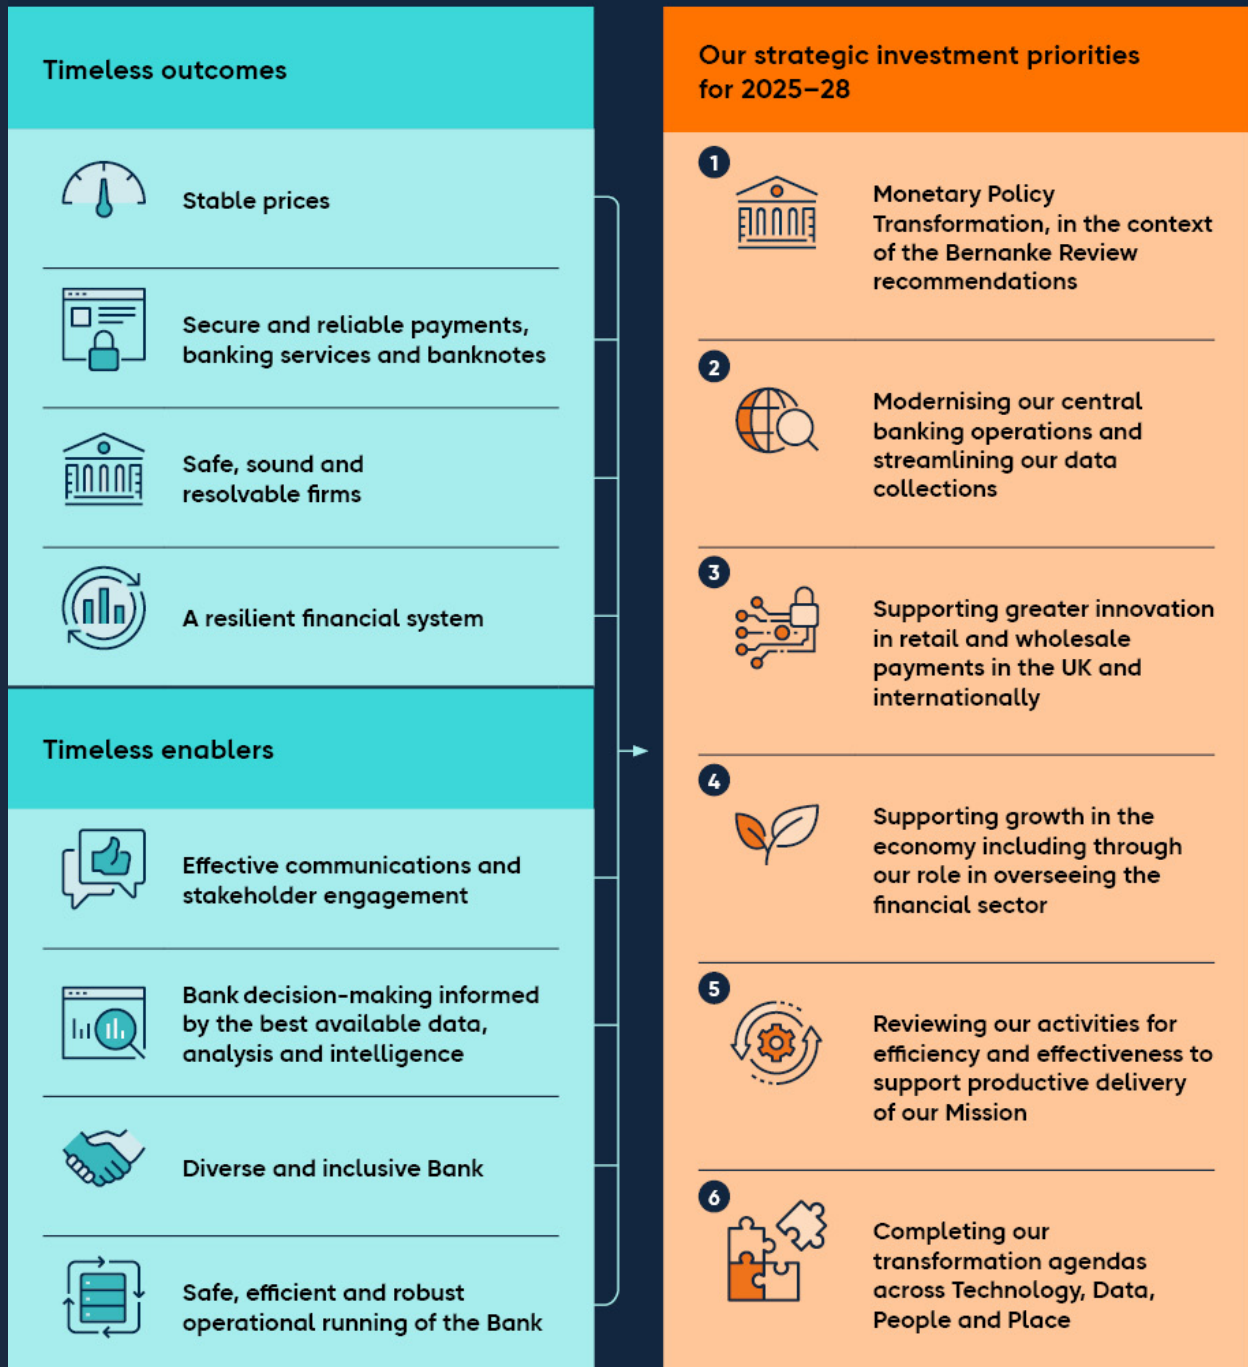 Timeless outcomes
Stable prices
Secure and reliable payments,
banking services and banknotes
Safe, sound and
resolvable firms
A resilient financial system
Timeless enablers
Effective communications and
stakeholder engagement
Bank decision-making informed
by the best available data,
analysis and intelligence
Diverse and inclusive Bank
Safe, efficient and robust
operational running of the Bank
Our strategic investment priorities
for 2025–28
1
Monetary Policy
Transformation, in the context
of the Bernanke Review
recommendations
2
Modernising our central
banking operations and
streamlining our data
collections
3
Supporting greater innovation
in retail and wholesale
payments in the UK and
internationally
4
Supporting growth in the
economy including through
our role in overseeing the
financial sector
5
Reviewing our activities for
efficiency and effectiveness to
support productive delivery
of our Mission
6
Completing our
transformation agendas
across Technology, Data,
People and Place